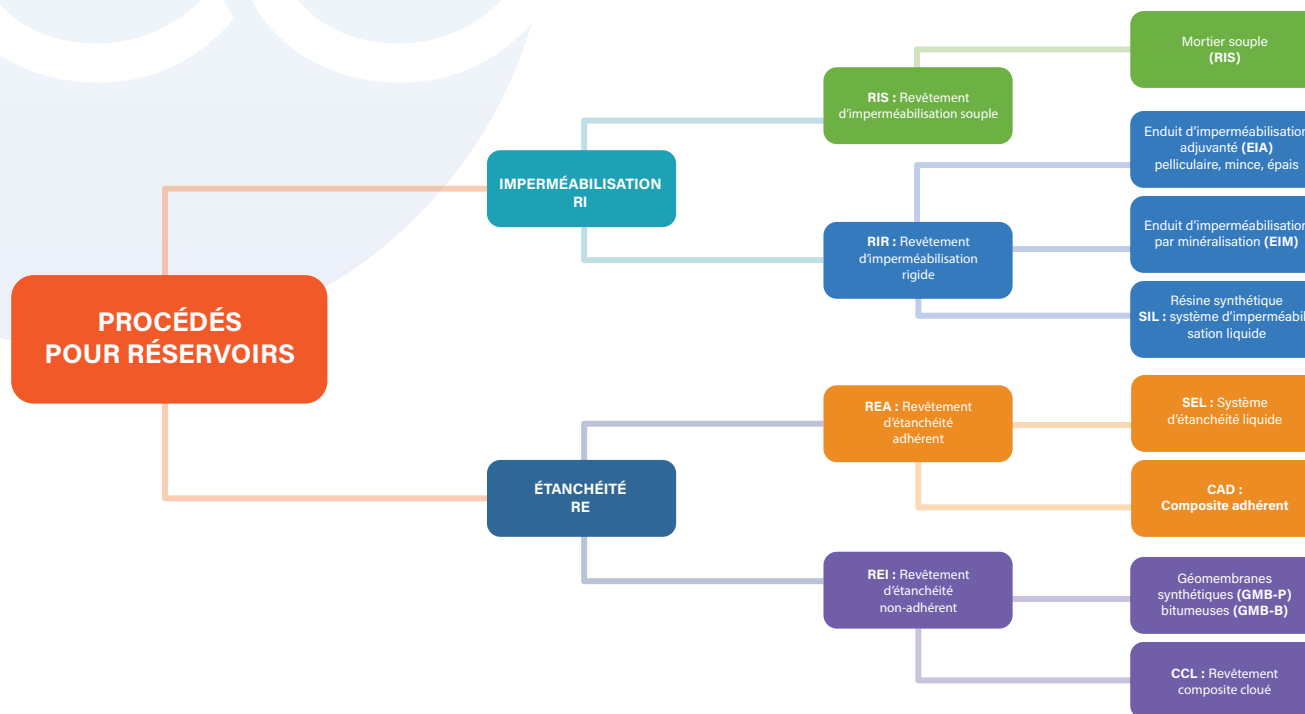 PROCÉDÉS
POUR RÉSERVOIRS
IMPERMÉABILISATION
RI
RIS : Revêtement
d'imperméabilisation souple
Mortier souple
(RIS)
RIR : Revêtement
d'imperméabilisation
rigide
Enduit d'imperméabilisation
adjuvanté (EIA)
pelliculaire, mince, épais
Enduit d'imperméabilisation
par minéralisation (EIM)
Résine synthétique
SIL : système d'imperméabili
sation liquide
ÉTANCHÉITÉ
RE
REA : Revêtement
d'étanchéité
adhérent
SEL : Système
d'étanchéité liquide
CAD :
Composite adhérent
REI : Revêtement
d'étanchéité
non-adhérent
Géomembranes
synthétiques (GMB-P)
bitumeuses (GMB-B)
CCL : Revêtement
composite cloué